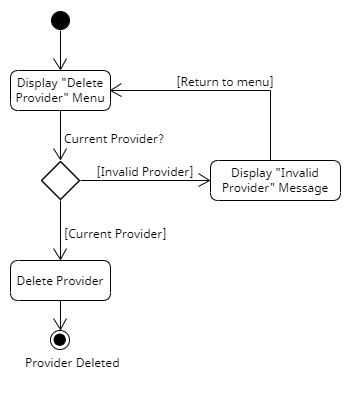 [Return to menu]
Display "Delete
Provider" Menu
Current Provider?
[Invalid Provider]
Display "Invalid
Provider" Message
[Current Provider]
Delete Provider
Provider Deleted